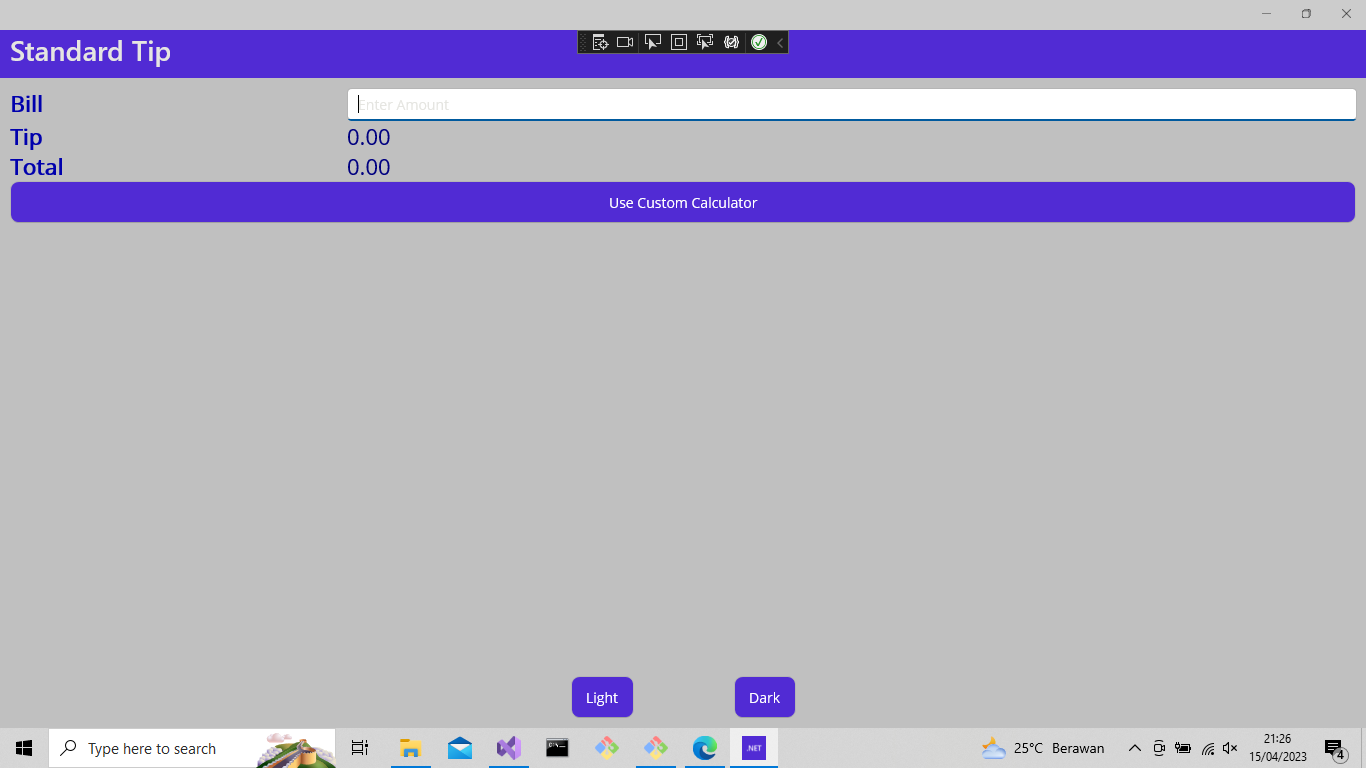 Standard Tip
Bill
Enter Amount
Tip
0.00
Total
0.00
Use Custom Calculator
Light
Dark
Type here to search
.NET
25°C Berawan
21:26
15/04/2023
4